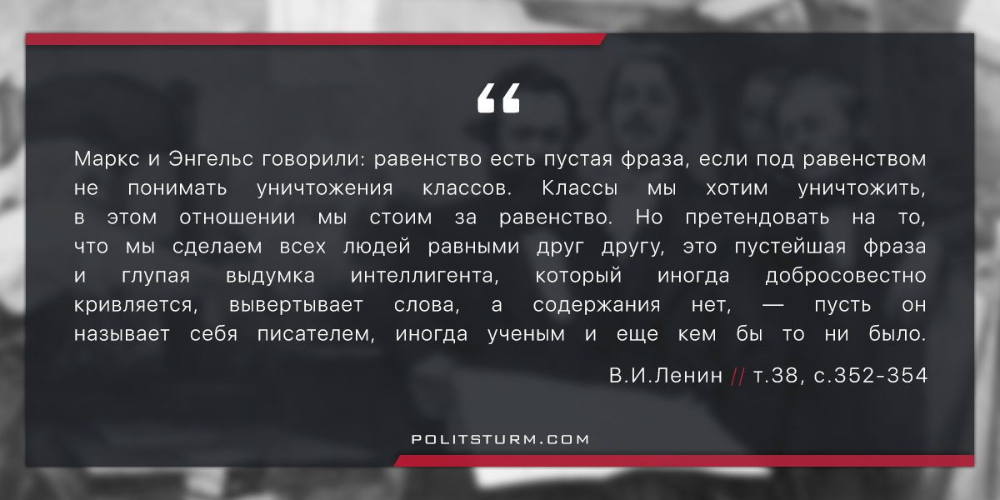 “
Маркс и Энгельс говорили: равенство есть пустая фраза, если под равенством
не понимать уничтожения классов. Классы мы хотим уничтожить,
в этом отношении мы стоим за равенство. Но претендовать на то,
что мы сделаем всех людей равными друг другу, это пустейшая фраза
и глупая выдумка интеллигента, который иногда добросовестно
кривляется, вывертывает слова, а содержания нет, — пусть он
называет себя писателем, иногда ученым и еще кем бы то ни было.
В.И.Ленин // т.38, с.352-354
POLITSTURM.COM